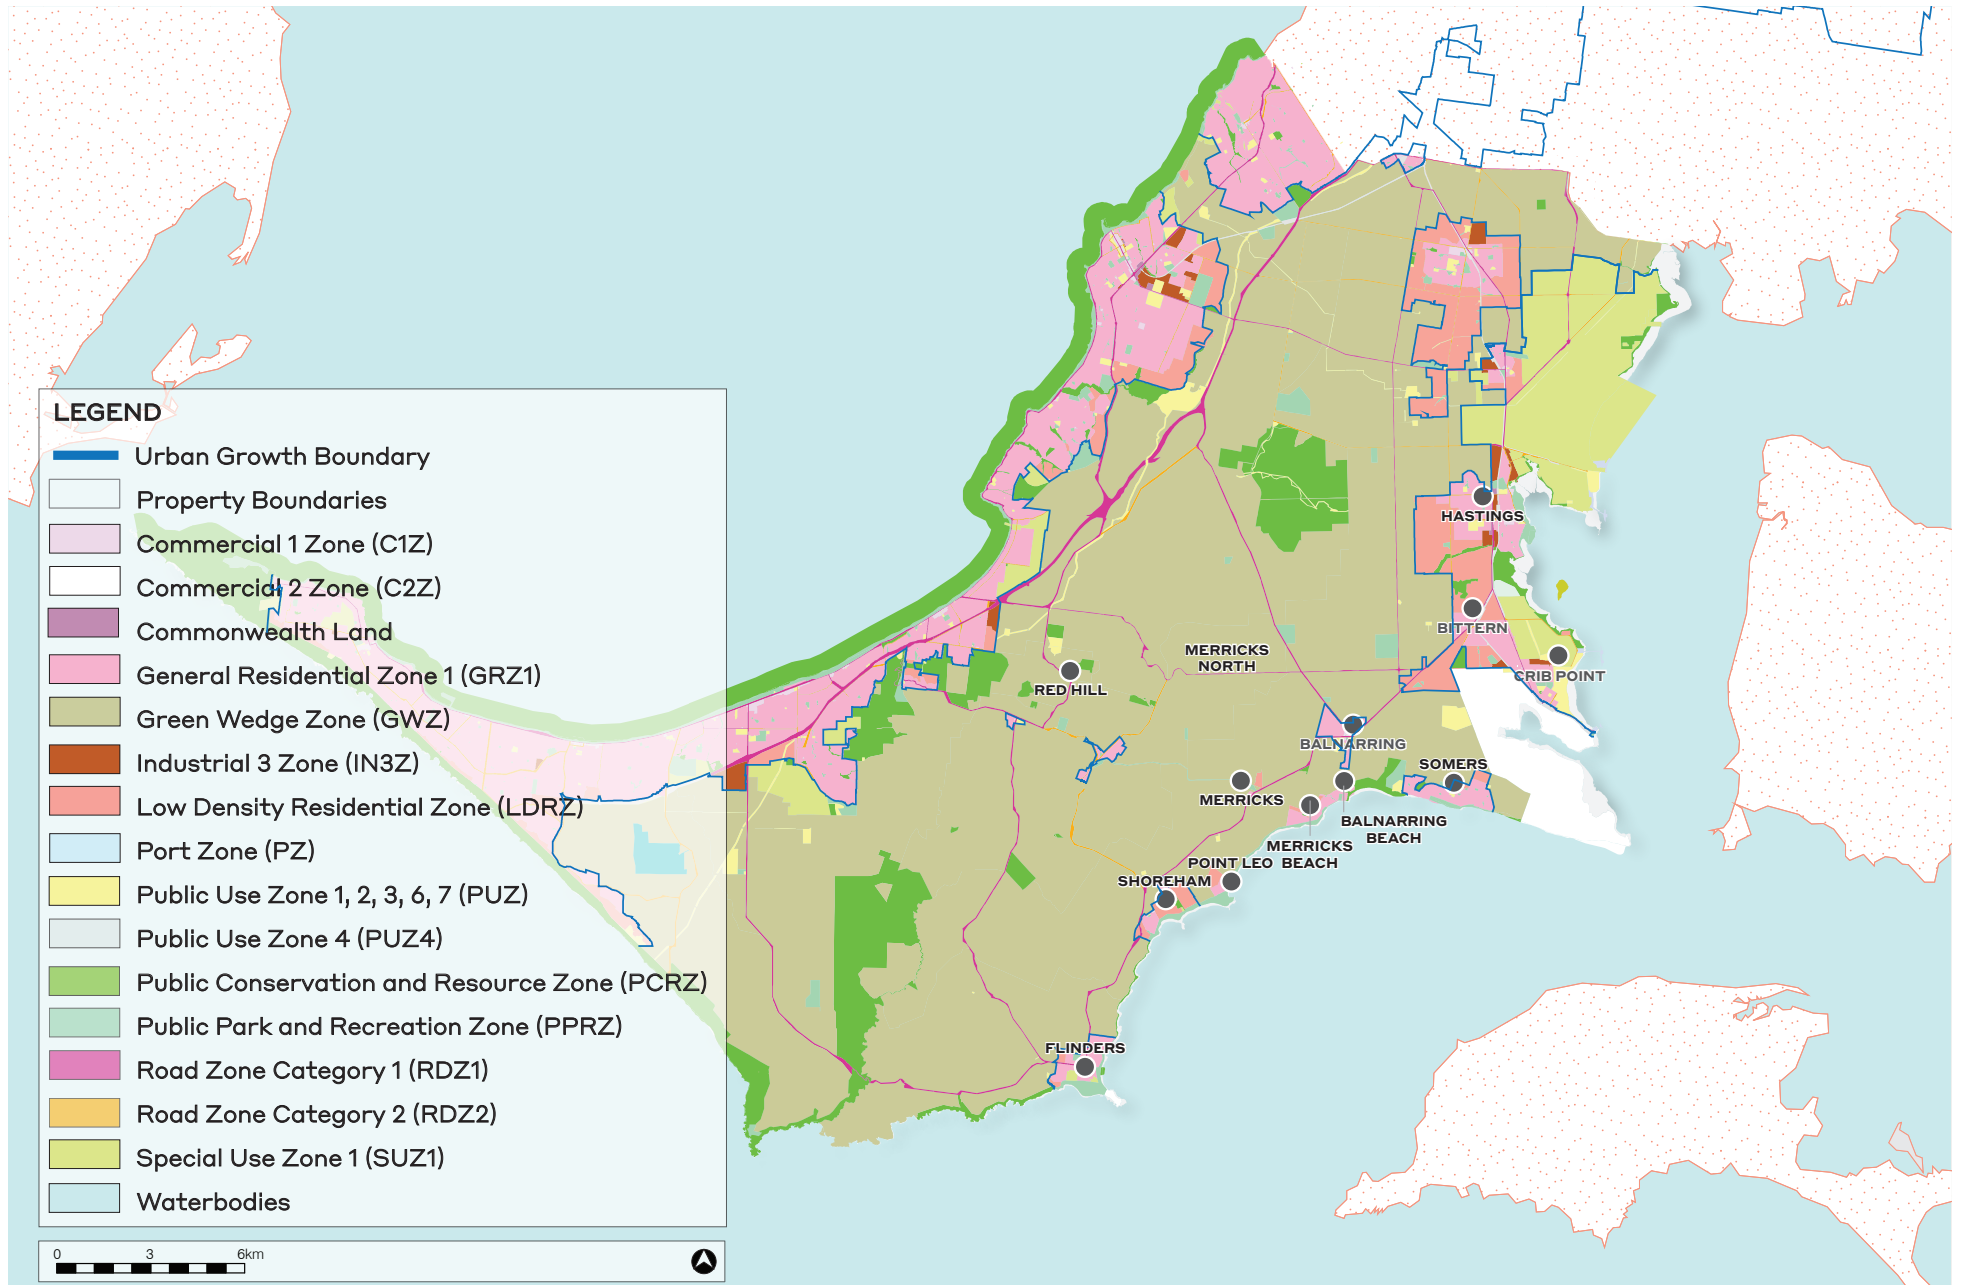 LEGEND
Urban Growth Boundary
Property Boundaries
Commercial 1 Zone (C1Z)
Commercial 2 Zone (C2Z)
Commonwealth Land
General Residential Zone 1 (GRZ1)
Green Wedge Zone (GWZ)
Industrial 3 Zone (IN3Z)
Low Density Residential Zone (LDRZ)
Port Zone (PZ)
Public Use Zone 1, 2, 3, 6, 7 (PUZ)
Public Use Zone 4 (PUZ4)
Public Conservation and Resource Zone (PCRZ)
Public Park and Recreation Zone (PPRZ)
Road Zone Category 1 (RDZ1)
Road Zone Category 2 (RDZ2)
Special Use Zone 1 (SUZ1)
Waterbodies
0 3 6km
HASTINGS
BITTERN
MERRICKS
NORTH
CRIB POINT
RED HILL
BALNARRING
SOMERS
MERRICKS
BALNARRING
BEACH
MERRICKS
BEACH
POINT LEO
SHOREHAM
FLINDERS